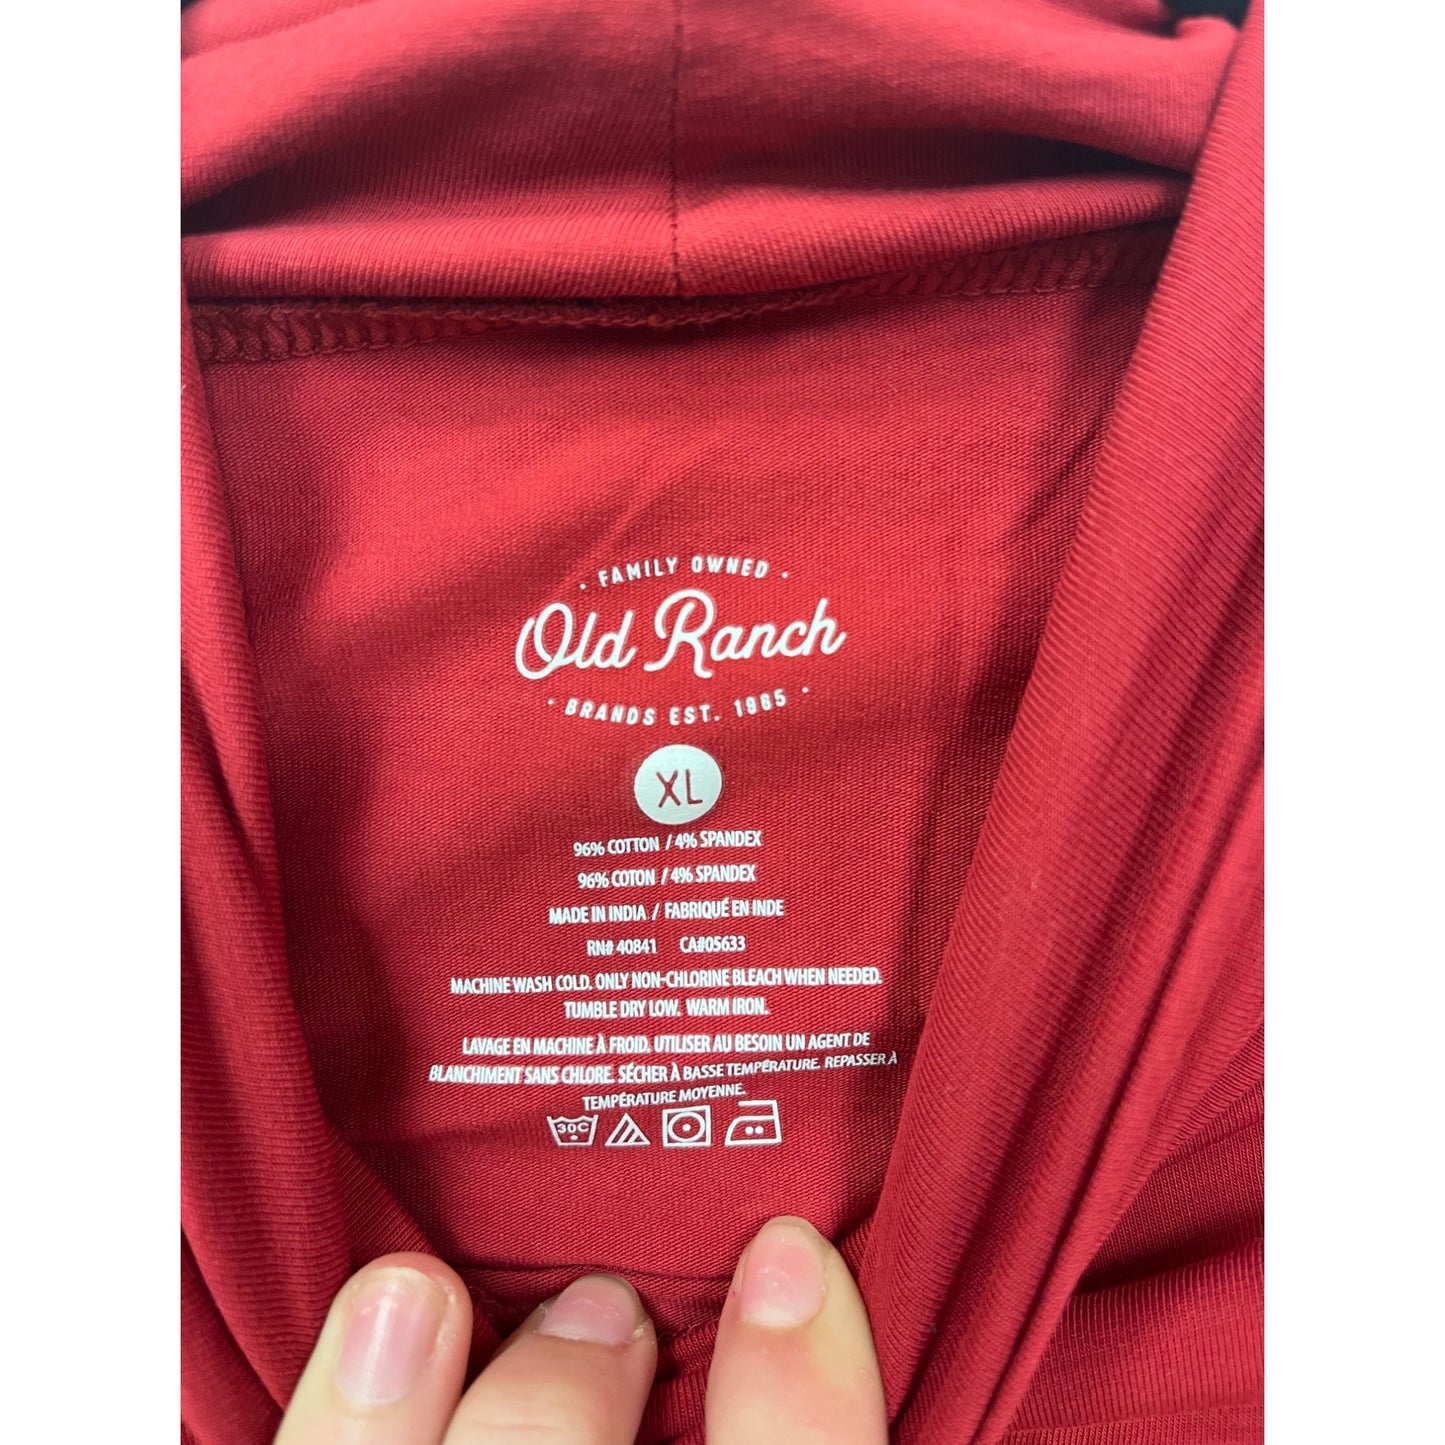 · FAMILY OWNED ·
Old Ranch
· BRANDS EST. 1965 ·
XL
96% COTTON / 4% SPANDEX
96% COTON / 4% SPANDEX
MADE IN INDIA / FABRIQUÉ EN INDE
RN# 40841 CA#05633
MACHINE WASH COLD. ONLY NON-CHLORINE BLEACH WHEN NEEDED.
TUMBLE DRY LOW. WARM IRON.
LAVAGE EN MACHINE À FROID. UTILISER AU BESOIN UN AGENT DE
BLANCHIMENT SANS CHLORE. SÉCHER À BASSE TEMPÉRATURE. REPASSER À
TEMPÉRATURE MOYENNE.
30C